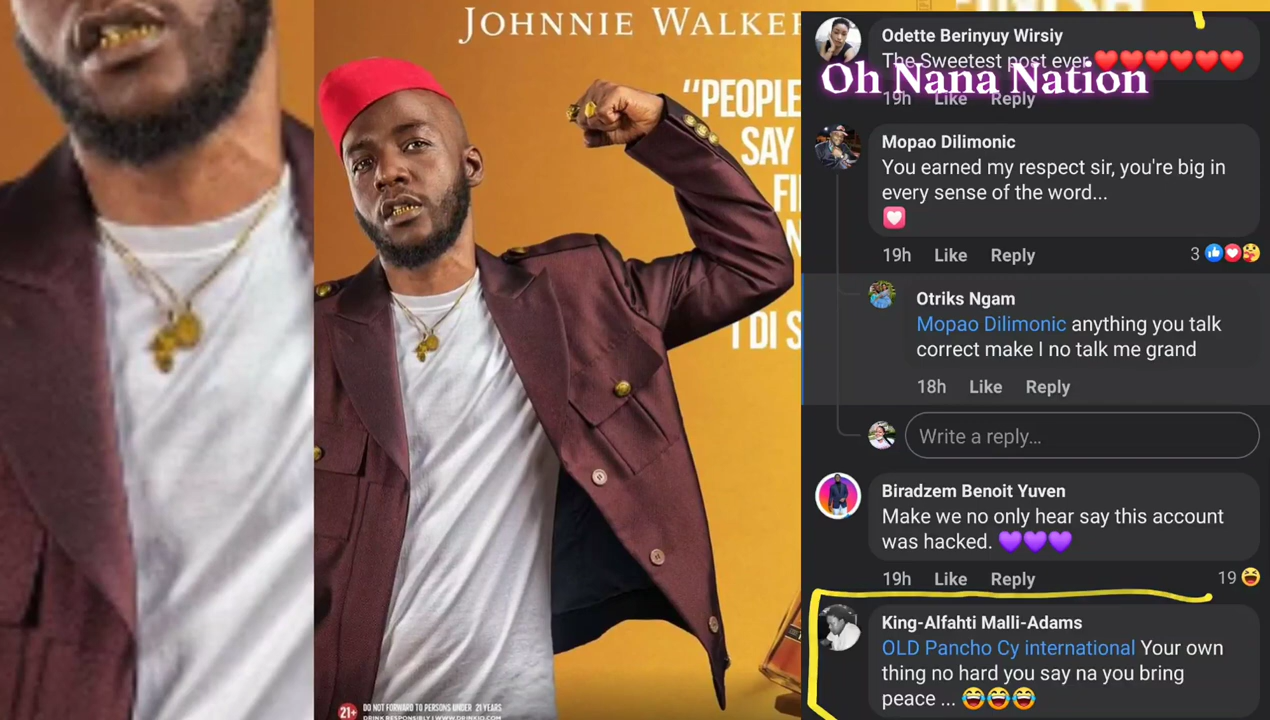 JOHNNIE WALKER
"PEOPLE
SAY
I DI S
21+
DO NOT FORWARD TO PERSONS UNDER 21 YEARS
DRINK RESPONSIBLY | WWW.DRINKIQ.COM
Odette Berinyuy Wirsiy
The Sweetest post ever ❤️❤️❤️❤️❤️❤️
Oh Nana Nation
19h Like Reply
Mopao Dilimonic
You earned my respect sir, you're big in
every sense of the word...
💟
19h Like Reply 3
Otriks Ngam
Mopao Dilimonic anything you talk
correct make I no talk me grand
18h Like Reply
Write a reply...
Biradzem Benoit Yuven
Make we no only hear say this account
was hacked. 💜💜💜
19h Like Reply 19 😆
King-Alfahti Malli-Adams
OLD Pancho Cy international Your own
thing no hard you say na you bring
peace ... 😂😂😂